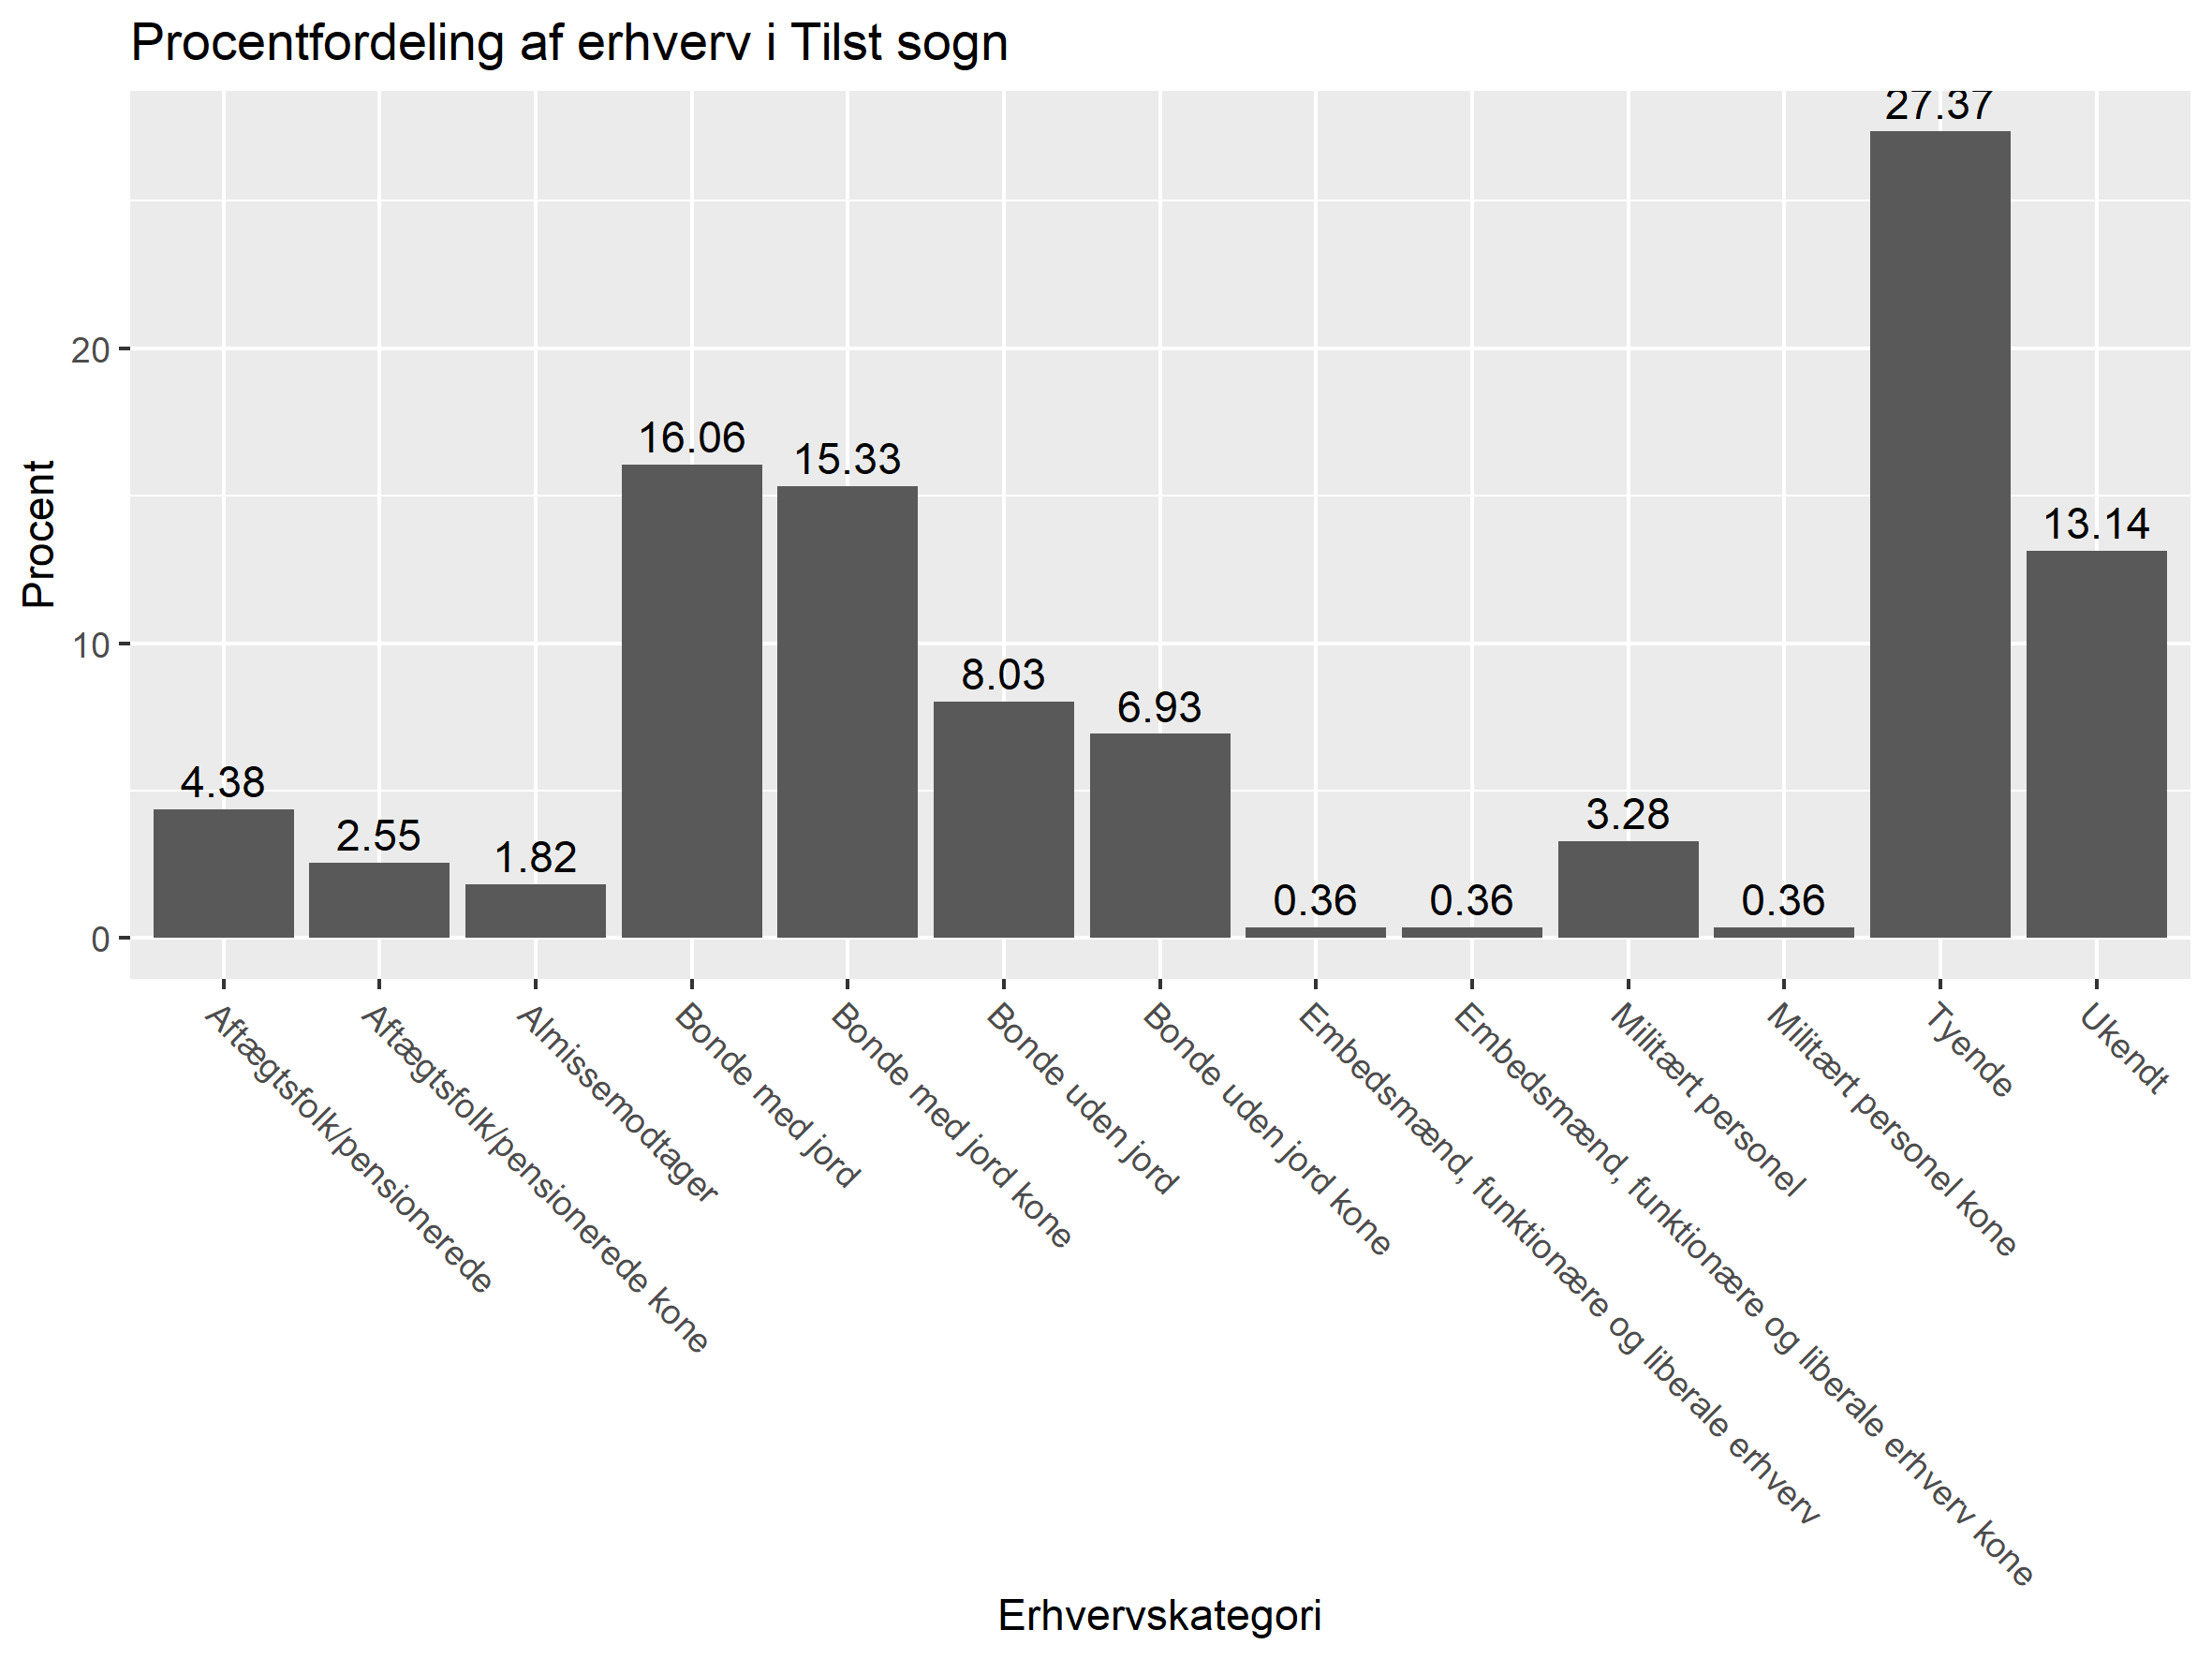 Procentfordeling af erhverv i Tilst sogn
Procent
20
10
0
4.38
2.55
1.82
16.06
15.33
8.03
6.93
0.36
0.36
3.28
0.36
27.37
13.14
Aftægtsfolk/pensionerede
Aftægtsfolk/pensionerede kone
Almissemodtager
Bonde med jord
Bonde med jord kone
Bonde uden jord
Bonde uden jord kone
Embedsmænd, funktionære og liberale erhverv
Embedsmænd, funktionære og liberale erhverv kone
Militært personel
Militært personel kone
Tyende
Ukendt
Erhvervskategori